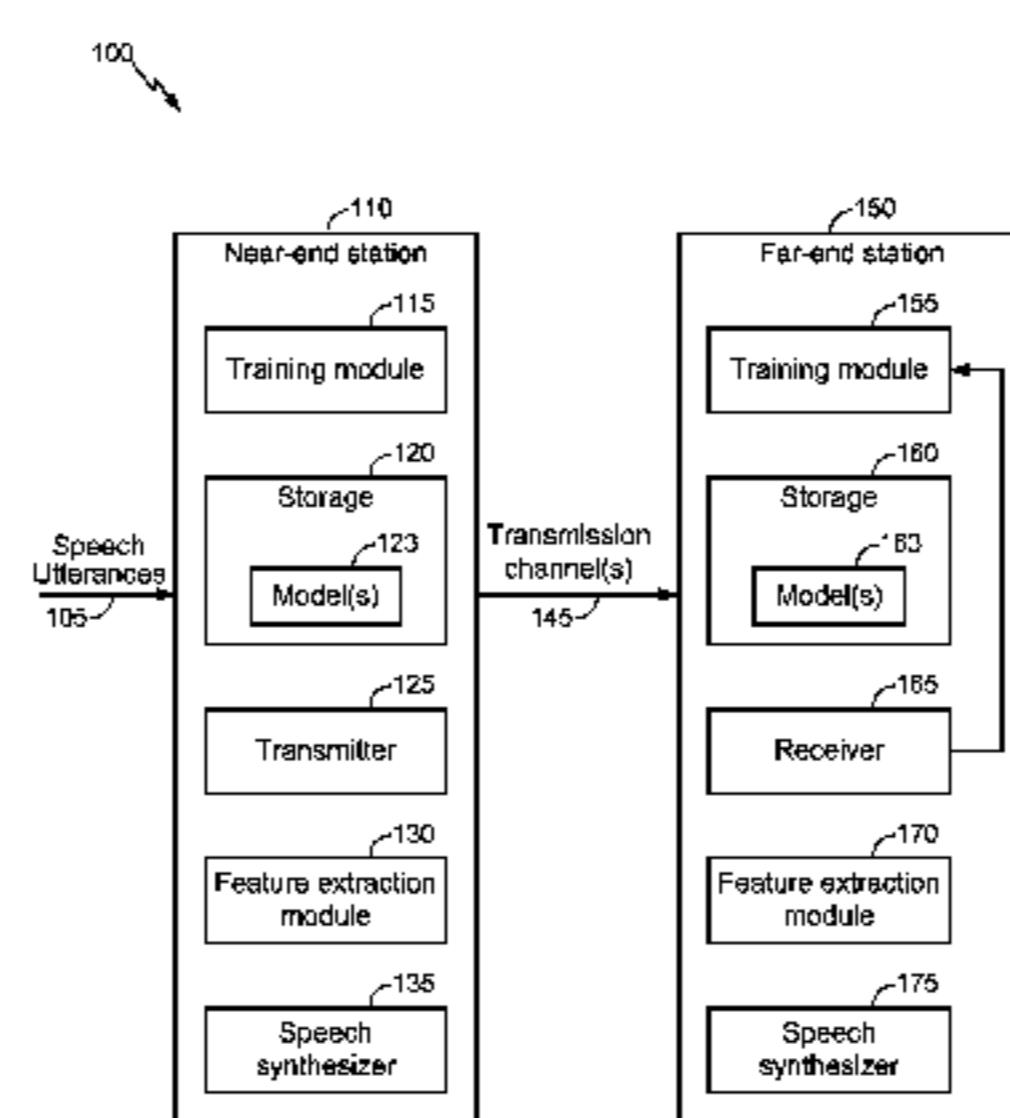 100
110
Near-end station
115
Training module
120
Storage
123
Model(s)
125
Transmitter
130
Feature extraction
module
135
Speech
synthesizer
Speech
Utterances
105
Transmission
channel(s)
145
150
Far-end station
155
Training module
160
Storage
163
Model(s)
165
Receiver
170
Feature extraction
module
175
Speech
synthesizer